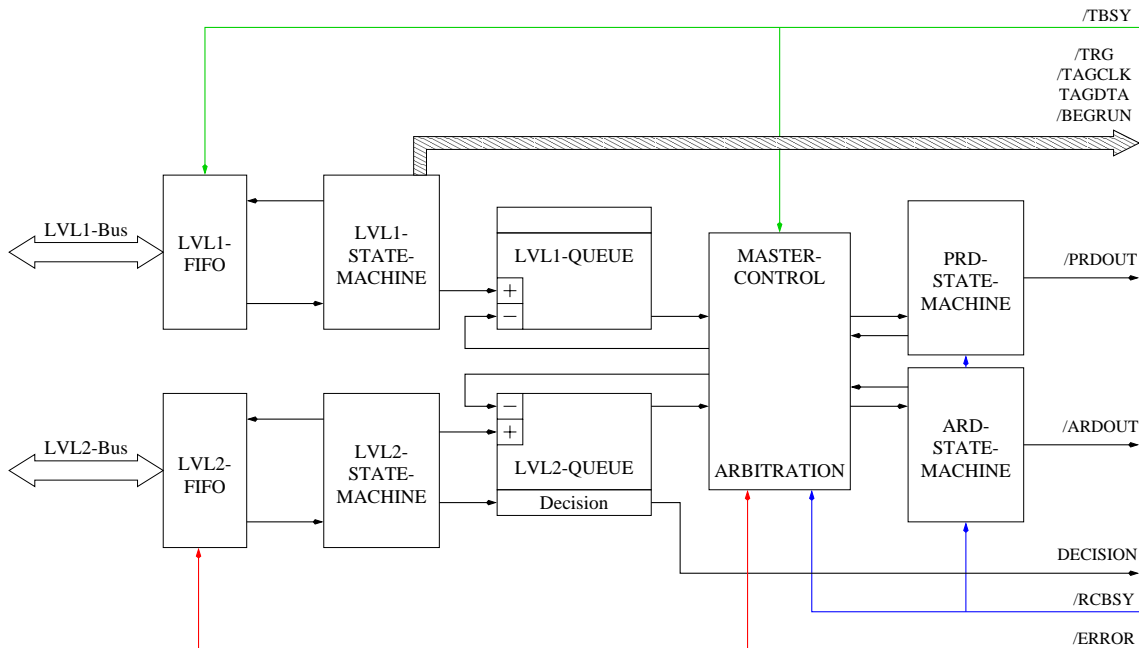 /TBSY
/TRG
/TAGCLK
TAGDTA
/BEGRUN
LVL1-Bus
LVL1-
FIFO
LVL1-
STATE-
MACHINE
LVL1-QUEUE
+
−
MASTER-
CONTROL
ARBITRATION
PRD-
STATE-
MACHINE
/PRDOUT
LVL2-Bus
LVL2-
FIFO
LVL2-
STATE-
MACHINE
−
+
LVL2-QUEUE
Decision
ARD-
STATE-
MACHINE
/ARDOUT
DECISION
/RCBSY
/ERROR